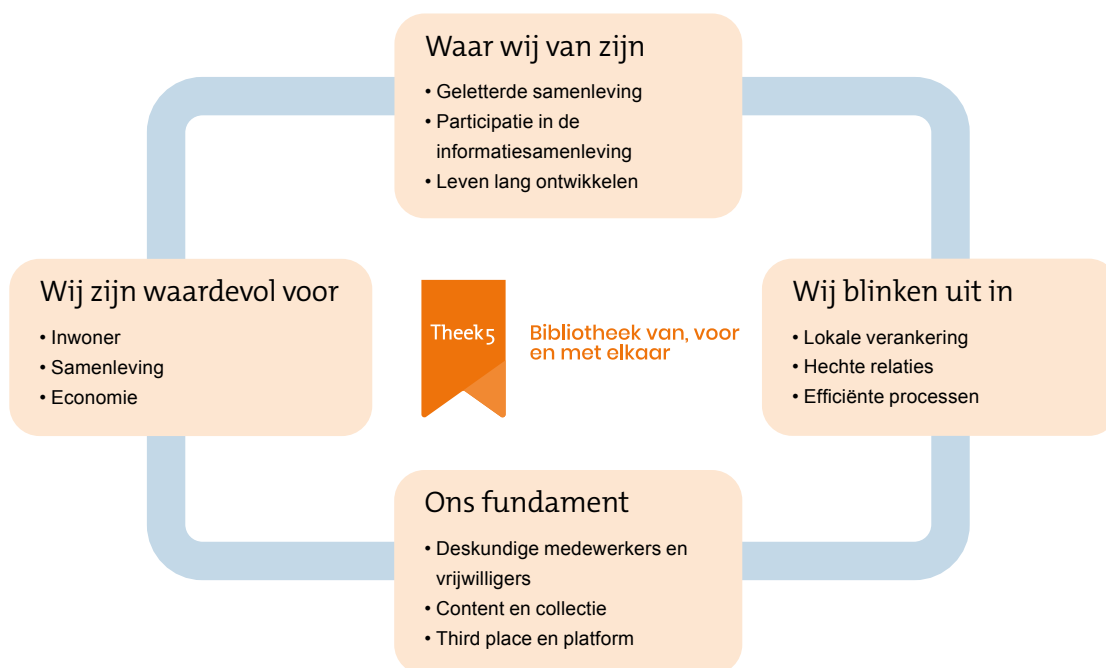 Waar wij van zijn
• Geletterde samenleving
• Participatie in de
informatiesamenleving
• Leven lang ontwikkelen
Wij zijn waardevol voor
• Inwoner
• Samenleving
• Economie
Theek5
Bibliotheek van, voor
en met elkaar
Wij blinken uit in
• Lokale verankering
• Hechte relaties
• Efficiënte processen
Ons fundament
• Deskundige medewerkers en
vrijwilligers
• Content en collectie
• Third place en platform